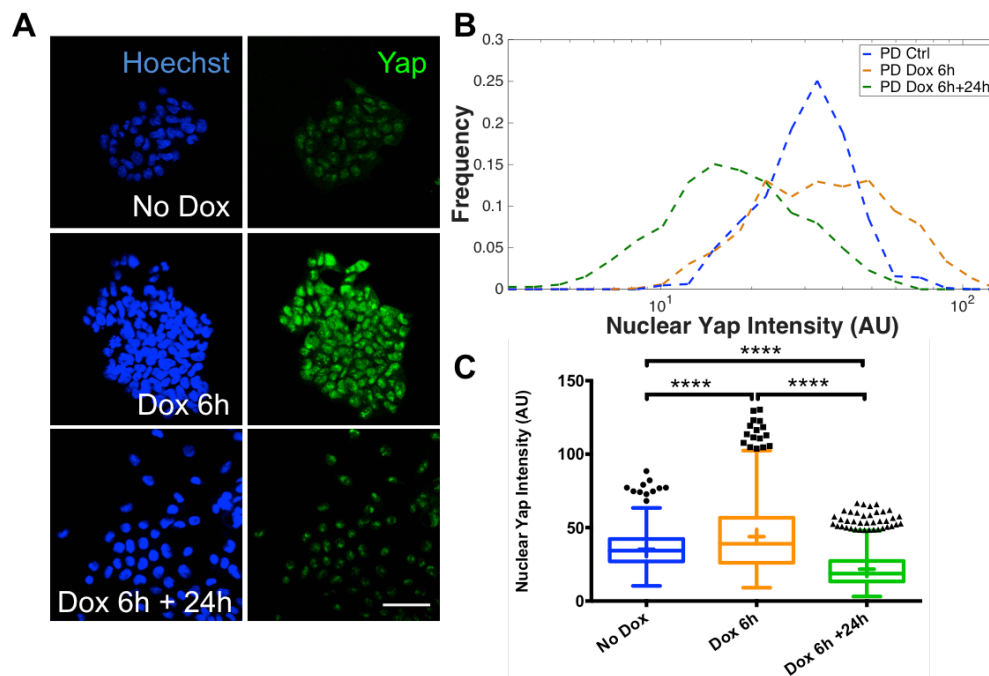 A
Hoechst
Yap
No Dox
Dox 6h
Dox 6h + 24h
B
0.3
0.25
0.2
0.15
0.1
0.05
0
Frequency
PD Ctrl
PD Dox 6h
PD Dox 6h+24h
10^1
10^2
Nuclear Yap Intensity (AU)
C
****
****
****
150
100
50
0
Nuclear Yap Intensity (AU)
No Dox
Dox 6h
Dox 6h +24h